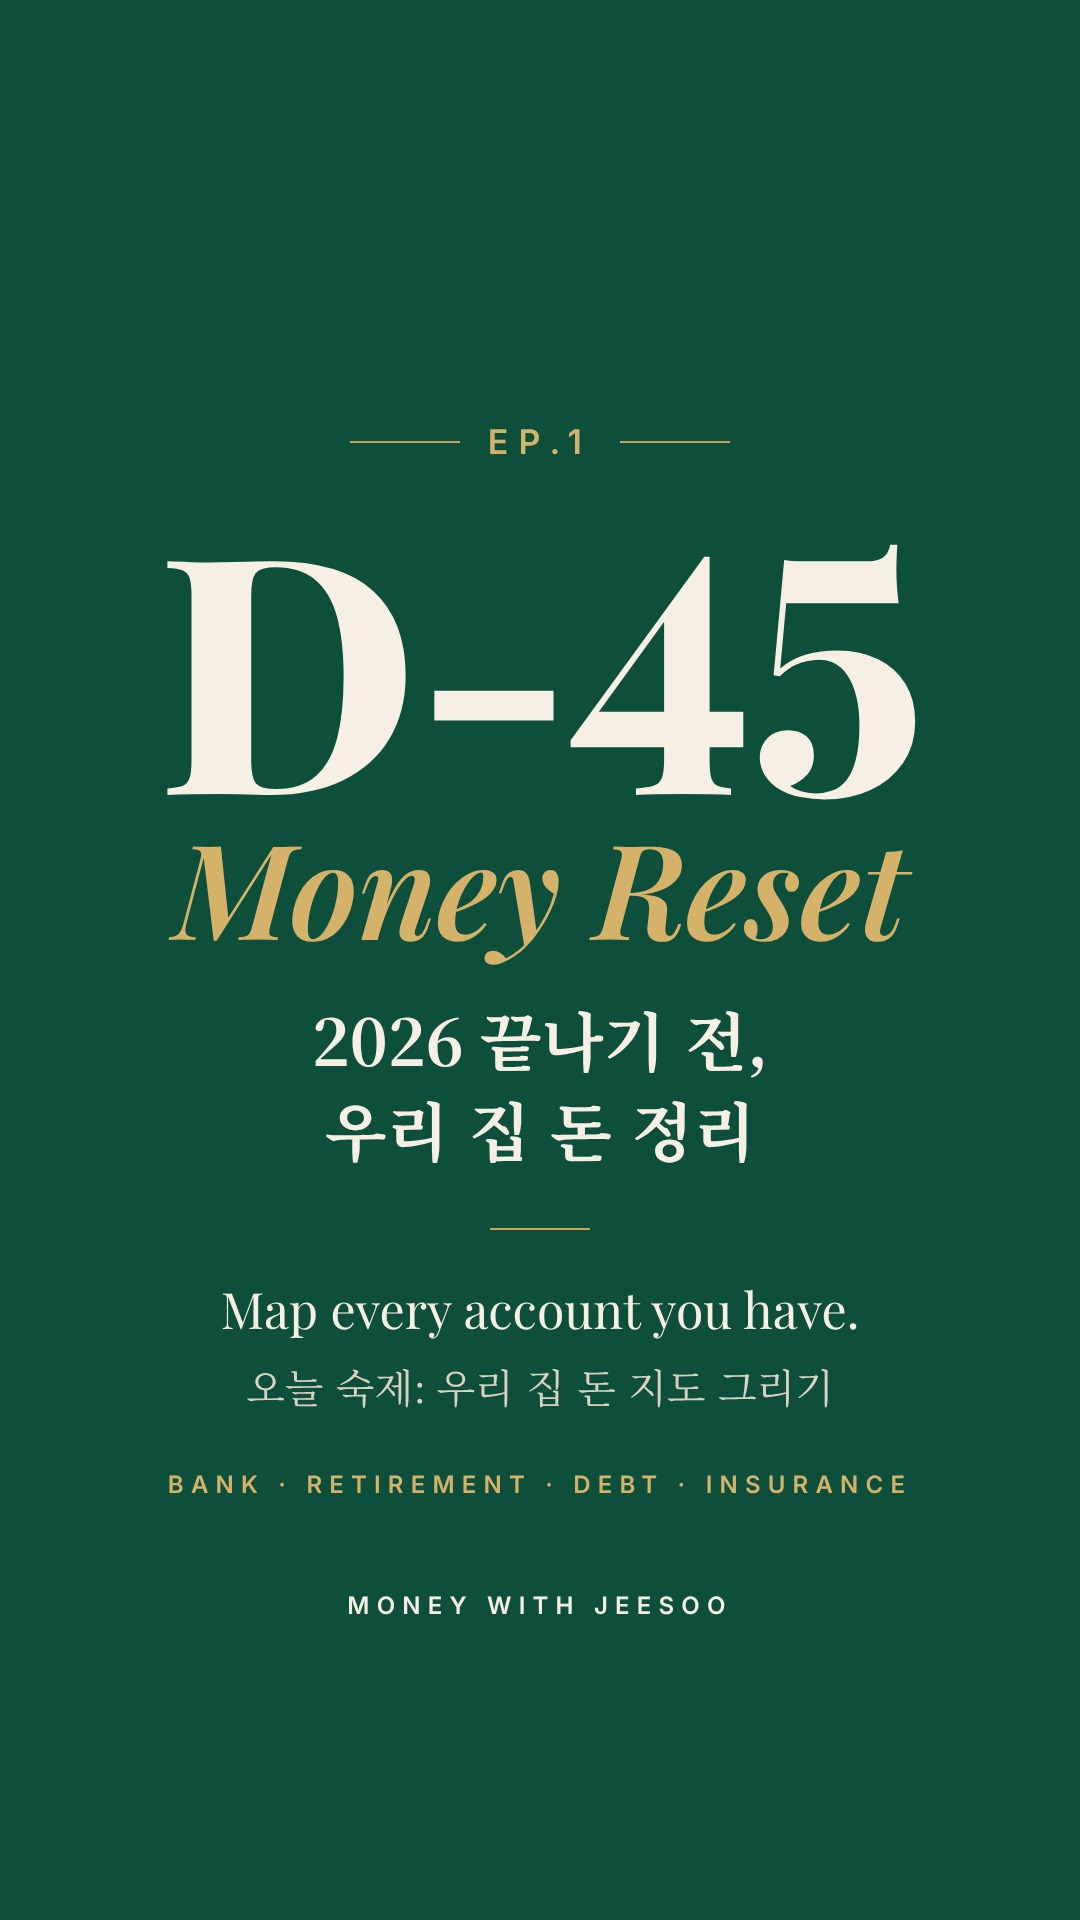 EP.1
D-45
Money Reset
2026 끝나기 전,
우리 집 돈 정리
Map every account you have.
오늘 숙제: 우리 집 돈 지도 그리기
BANK · RETIREMENT · DEBT · INSURANCE
MONEY WITH JEESOO